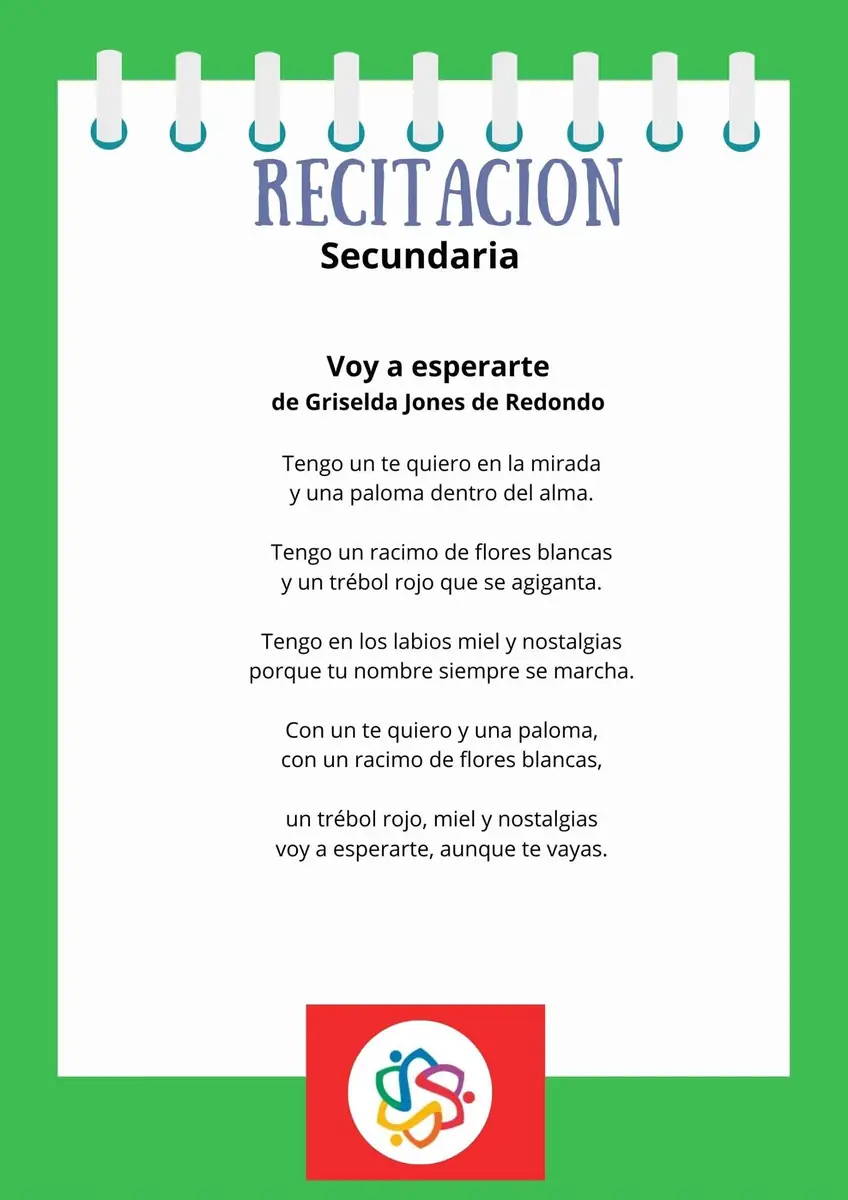 RECITACION
Secundaria
Voy a esperarte
de Griselda Jones de Redondo
Tengo un te quiero en la mirada
y una paloma dentro del alma.
Tengo un racimo de flores blancas
y un trébol rojo que se agiganta.
Tengo en los labios miel y nostalgias
porque tu nombre siempre se marcha.
Con un te quiero y una paloma,
con un racimo de flores blancas,
un trébol rojo, miel y nostalgias
voy a esperarte, aunque te vayas.